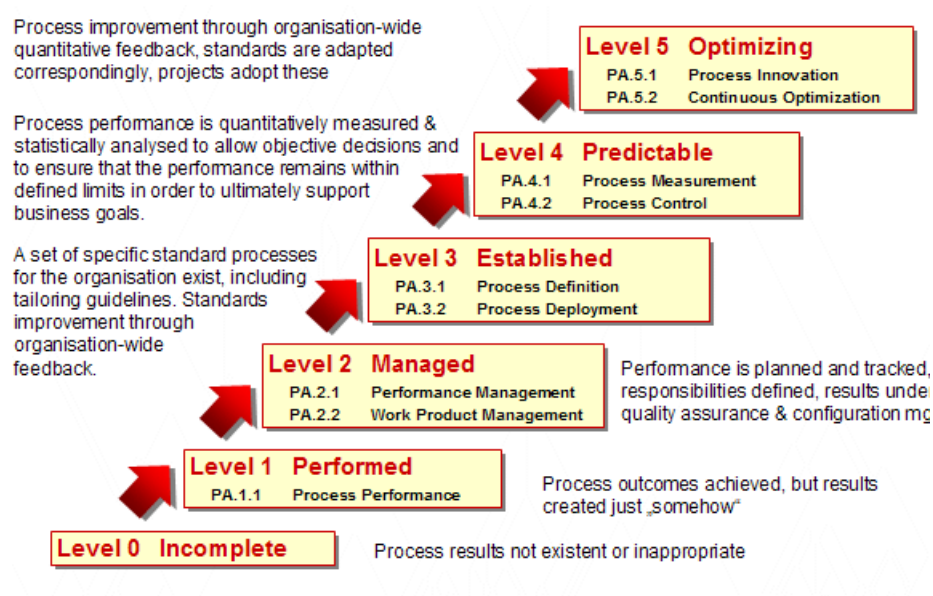 Process improvement through organisation-wide
quantitative feedback, standards are adapted
correspondingly, projects adopt these
Level 5 Optimizing
PA.5.1 Process Innovation
PA.5.2 Continuous Optimization
Process performance is quantitatively measured &
statistically analysed to allow objective decisions and
to ensure that the performance remains within
defined limits in order to ultimately support
business goals.
Level 4 Predictable
PA.4.1 Process Measurement
PA.4.2 Process Control
A set of specific standard processes
for the organisation exist, including
tailoring guidelines. Standards
improvement through
organisation-wide
feedback.
Level 3 Established
PA.3.1 Process Definition
PA.3.2 Process Deployment
Level 2 Managed
PA.2.1 Performance Management
PA.2.2 Work Product Management
Performance is planned and tracked,
responsibilities defined, results under
quality assurance & configuration mg
Level 1 Performed
PA.1.1 Process Performance
Process outcomes achieved, but results
created just „somehow“
Level 0 Incomplete
Process results not existent or inappropriate